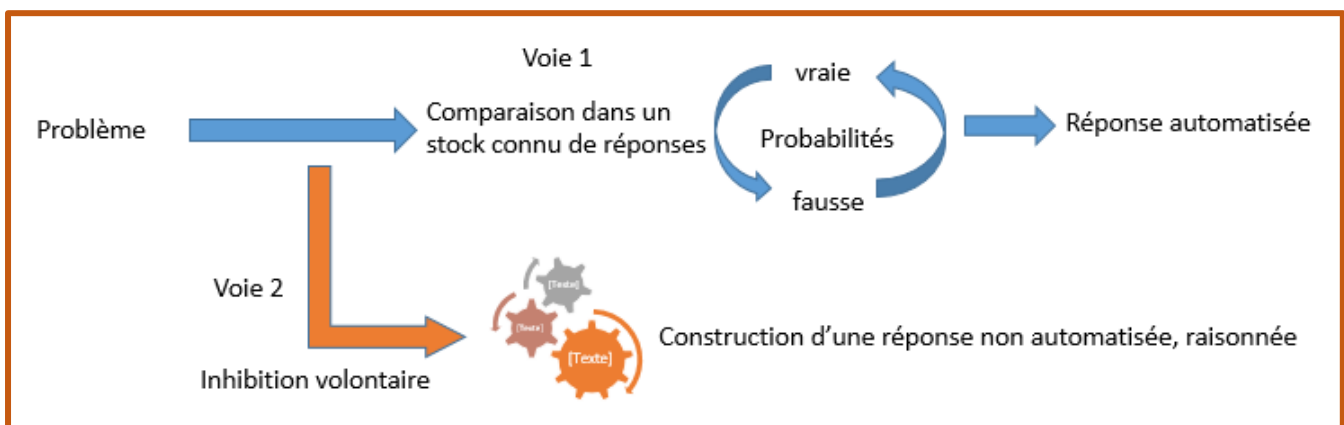 Voie 1
Problème
Comparaison dans un
stock connu de réponses
vraie
Probabilités
fausse
Réponse automatisée
Voie 2
Inhibition volontaire
[Texte]
[Texte]
[Texte]
Construction d’une réponse non automatisée, raisonnée